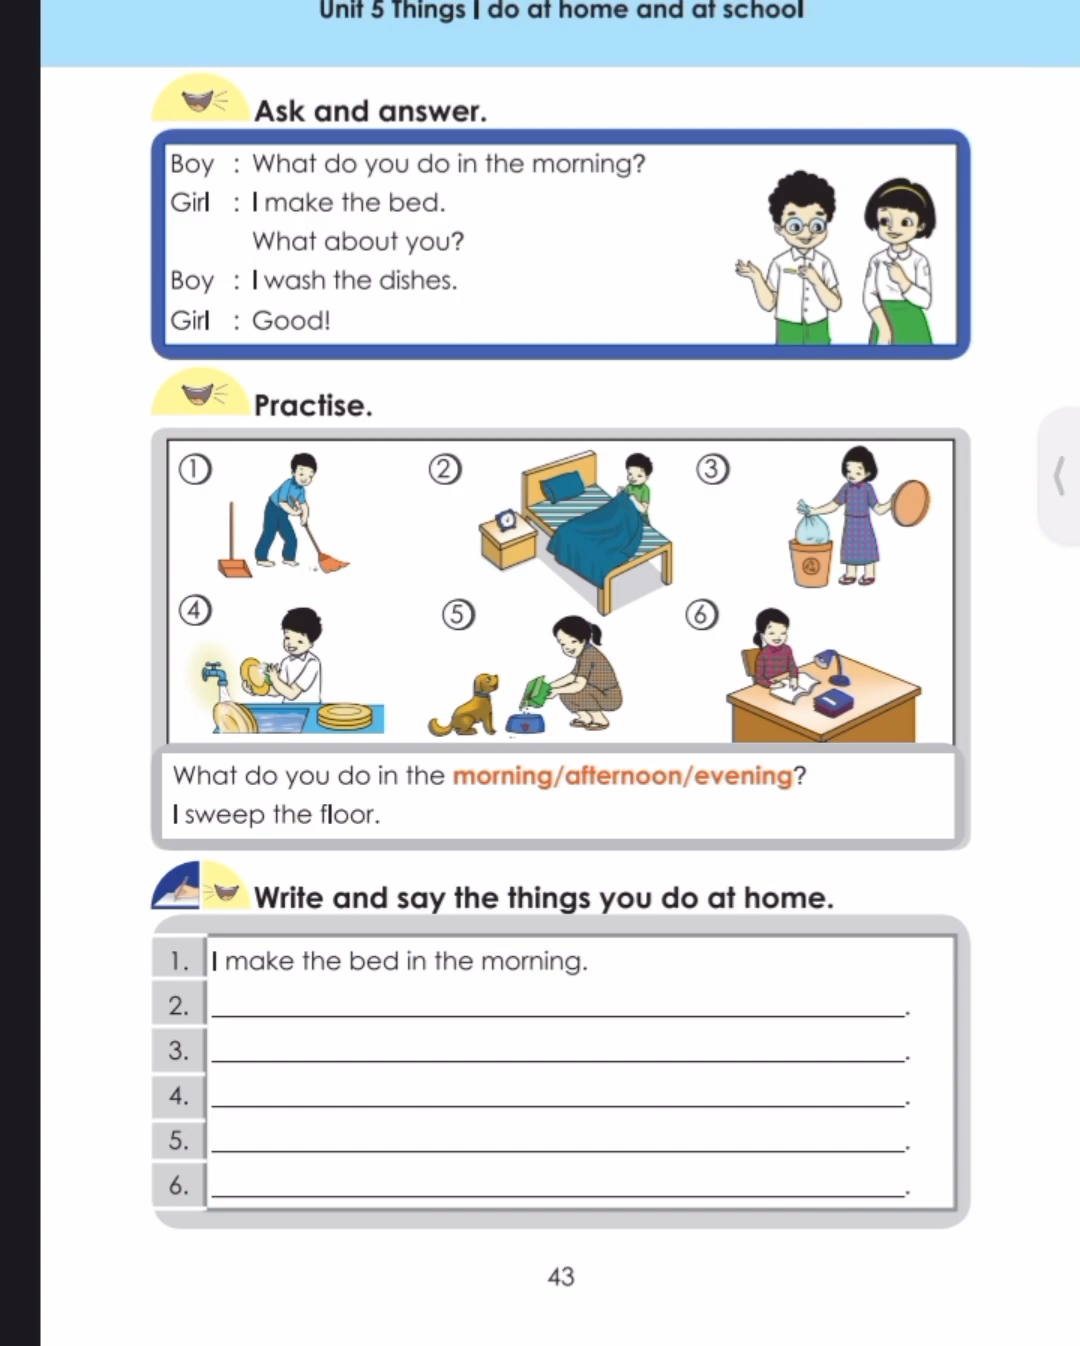 Unit 5 Things I do at home and at school
Ask and answer.
Boy : What do you do in the morning?
Girl : I make the bed.
What about you?
Boy : I wash the dishes.
Girl : Good!
Practise.
1
2
3
4
5
6
What do you do in the morning/afternoon/evening?
I sweep the floor.
Write and say the things you do at home.
1. I make the bed in the morning.
2. .
3. .
4. .
5. .
6. .
43